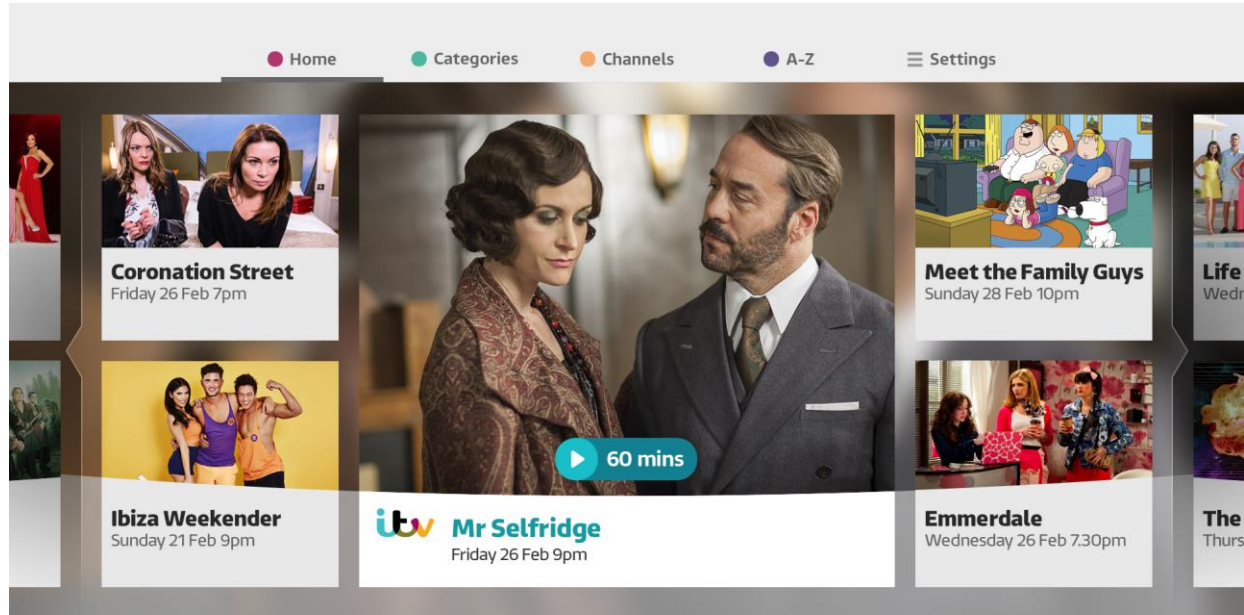 Home
Categories
Channels
A-Z
Settings
Coronation Street
Friday 26 Feb 7pm
Ibiza Weekender
Sunday 21 Feb 9pm
60 mins
itv
Mr Selfridge
Friday 26 Feb 9pm
Meet the Family Guys
Sunday 28 Feb 10pm
Emmerdale
Wednesday 26 Feb 7.30pm
Life
Wedn
The
Thurs